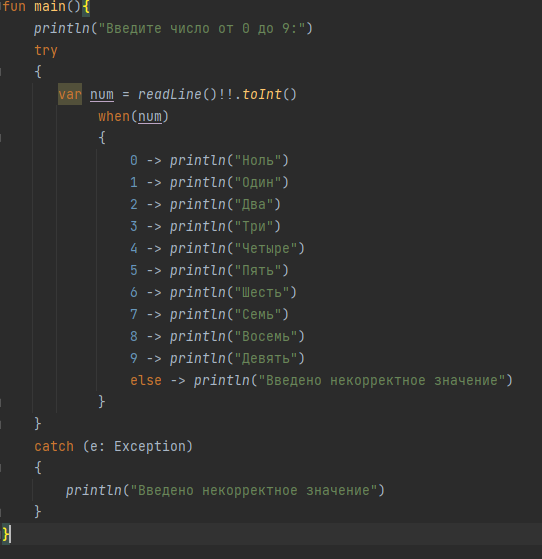 fun main(){
    println("Введите число от 0 до 9:")
    try
    {
       var num = readLine()!!.toInt()
            when(num)
            {
                0 -> println("Ноль")
                1 -> println("Один")
                2 -> println("Два")
                3 -> println("Три")
                4 -> println("Четыре")
                5 -> println("Пять")
                6 -> println("Шесть")
                7 -> println("Семь")
                8 -> println("Восемь")
                9 -> println("Девять")
                else -> println("Введено некорректное значение")
            }
    }
    catch (e: Exception)
    {
        println("Введено некорректное значение")
    }
}